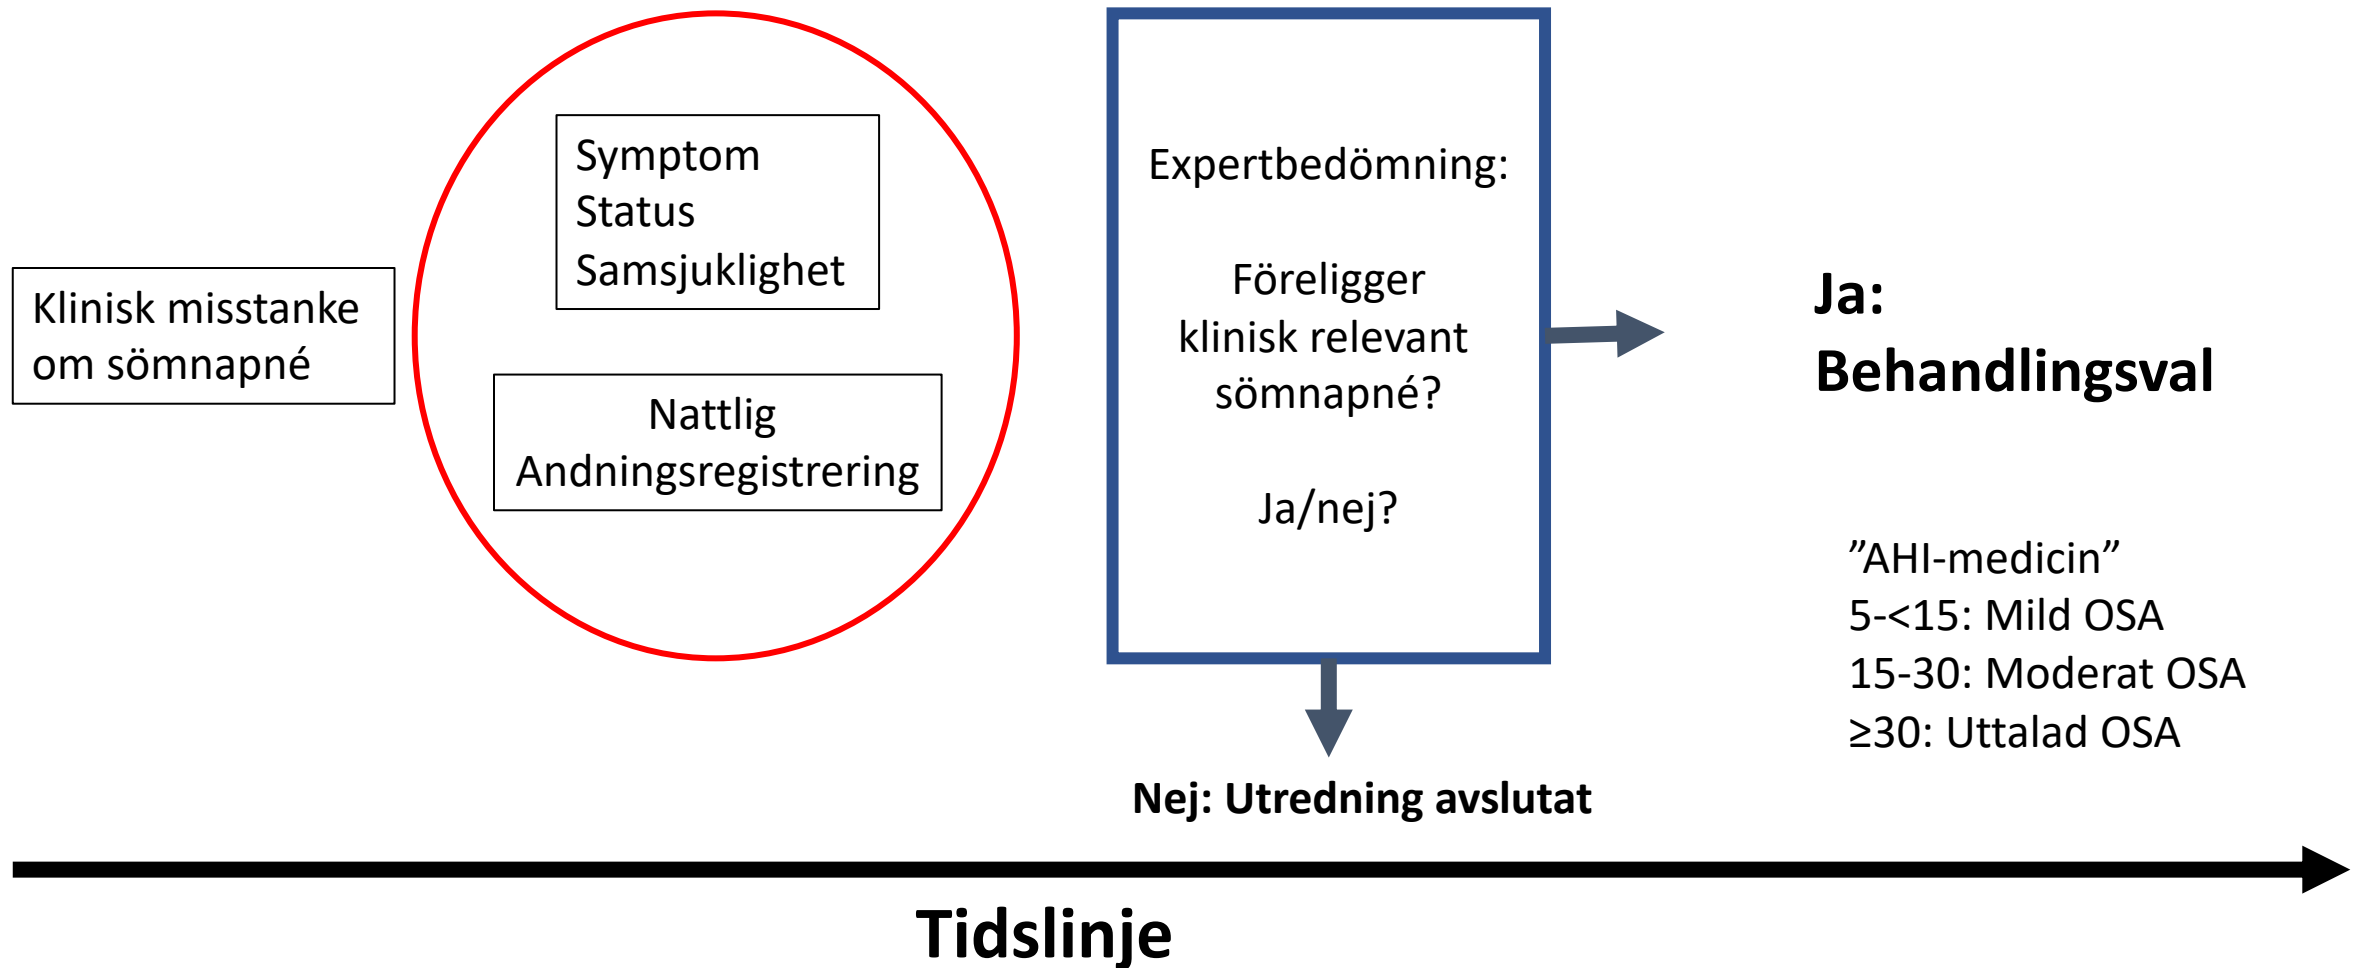 Klinisk misstanke
om sömnapné
Symptom
Status
Samsjuklighet
Nattlig
Andningsregistrering
Expertbedömning:
Föreligger
klinisk relevant
sömnapné?
Ja/nej?
Nej: Utredning avslutat
Ja:
Behandlingsval
”AHI-medicin”
5-<15: Mild OSA
15-30: Moderat OSA
≥30: Uttalad OSA
Tidslinje